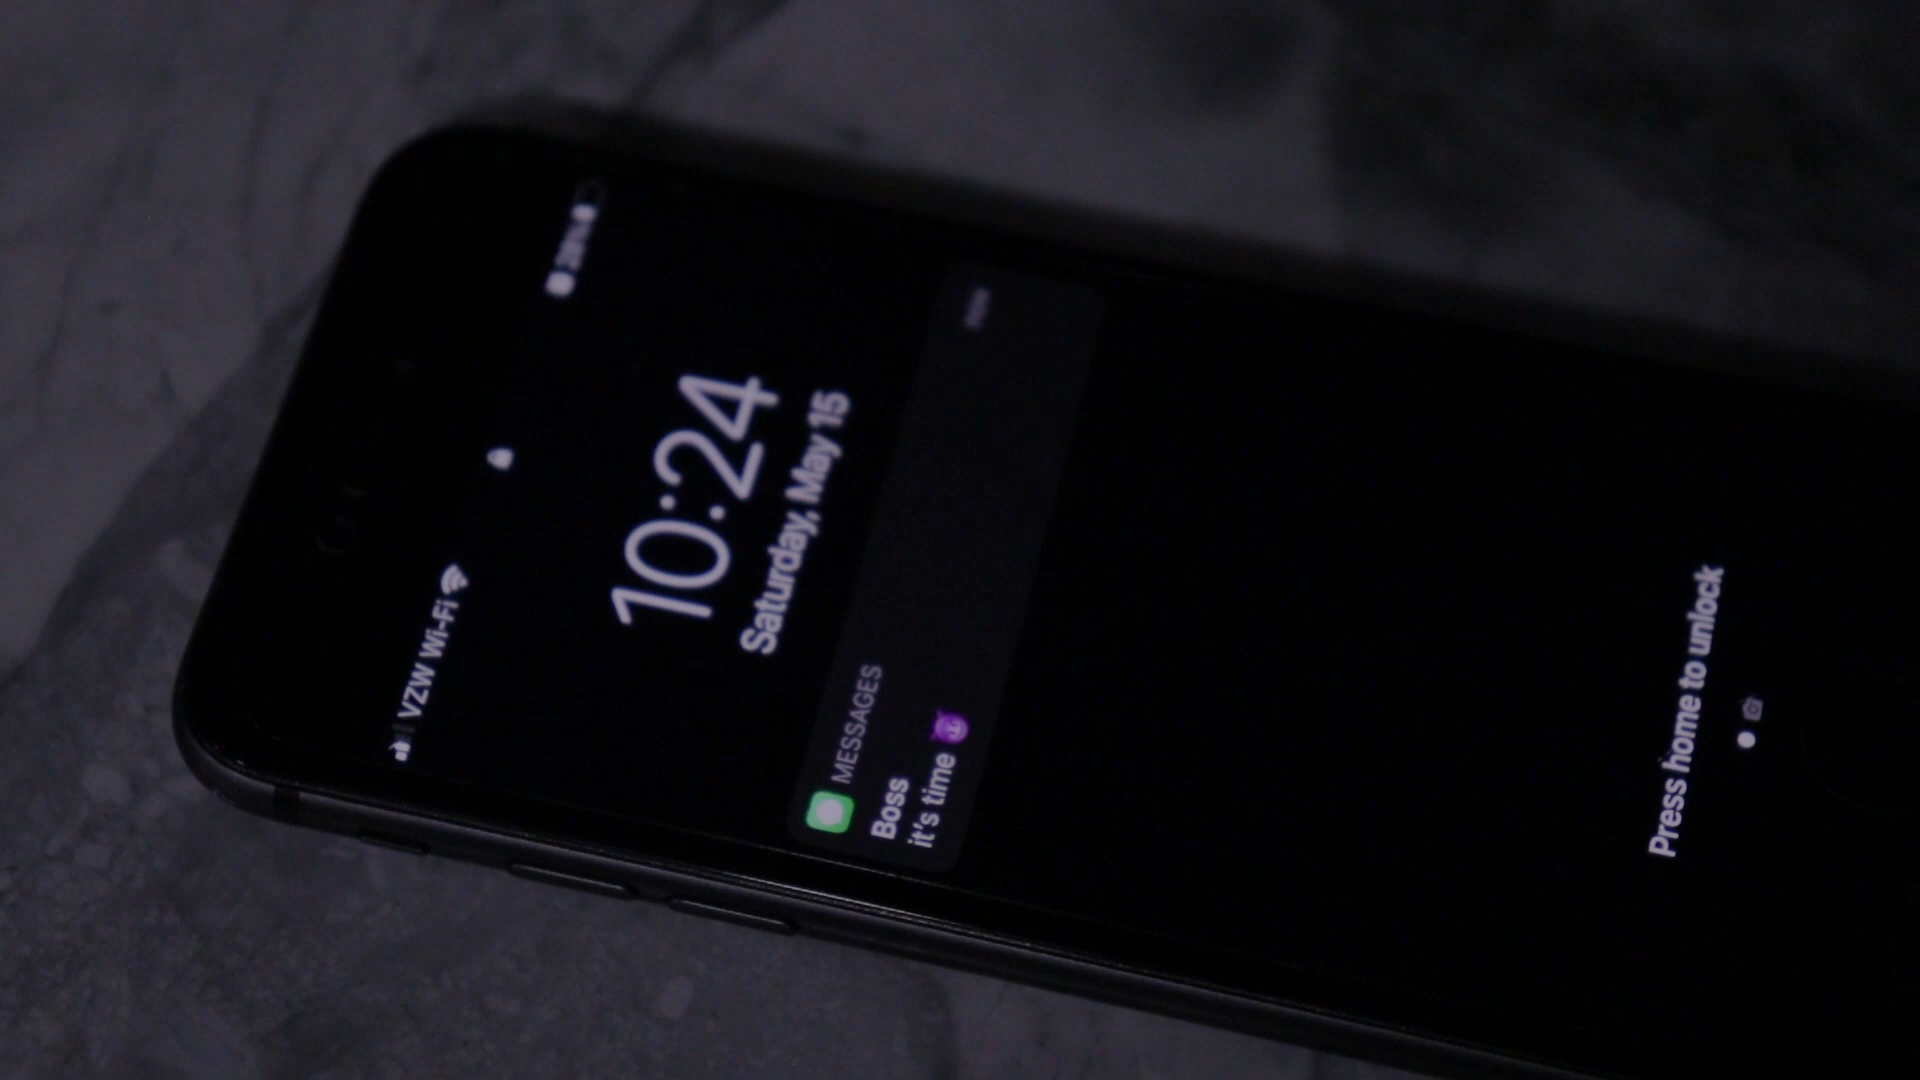 VZW Wi-Fi
10:24
Saturday, May 15
MESSAGES
Boss
it's time 😈
Press home to unlock